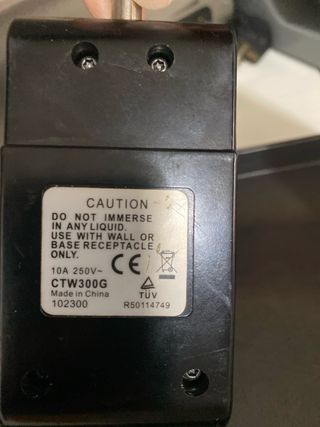 CAUTION
DO NOT IMMERSE
IN ANY LIQUID.
USE WITH WALL OR
BASE RECEPTACLE
ONLY.
10A 250V~
CE
CTW300G
Made in China
102300
TÜV
R50114749